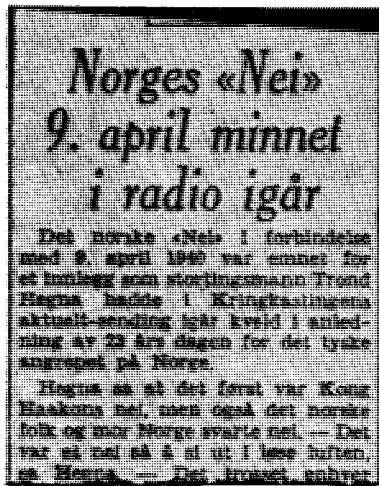 Norges «Nei»
9. april minnet
i radio igår
Det norske «Nei» i forbindelse
med 9. april 1940 var emnet for
et innlegg som stortingsmann Trond
Hegna hadde i Kringkastingens
aktuelt-sending igår kveld i anled-
ning av 23 års dagen for det tyske
angrepet på Norge.
Hegna sa at det først var Kong
Haakons nei, men også det norske
folk og mor Norge svarte nei. — Det
var et nei så å si ut i løse luften,
sa Hegna. — Det krevet enhver